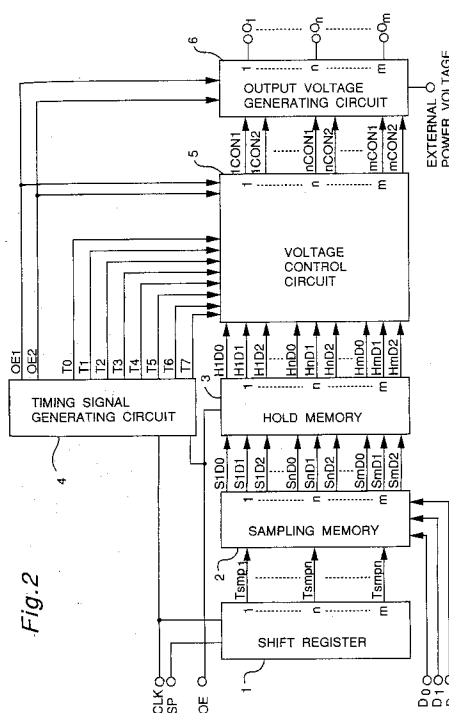 Fig.2
CLK
SP
OE
D0
D1
D
1
SHIFT REGISTER
1
n
m
Tsmp1
Tsmpn
Tsmpn
2
SAMPLING MEMORY
1
n
m
S1D0
S1D1
S1D2
SnD0
SnD1
SnD2
SmD0
SmD1
SmD2
3
HOLD MEMORY
1
n
m
H1D0
H1D1
H1D2
HnD0
HnD1
HnD2
HmD0
HmD1
HmD2
4
TIMING SIGNAL
GENERATING CIRCUIT
OE1
OE2
T0
T1
T2
T3
T4
T5
T6
T7
5
VOLTAGE
CONTROL
CIRCUIT
1CON1
1CON2
nCON1
nCON2
mCON1
mCON2
6
OUTPUT VOLTAGE
GENERATING CIRCUIT
1
n
m
O1
On
Om
EXTERNAL
POWER VOLTAGE